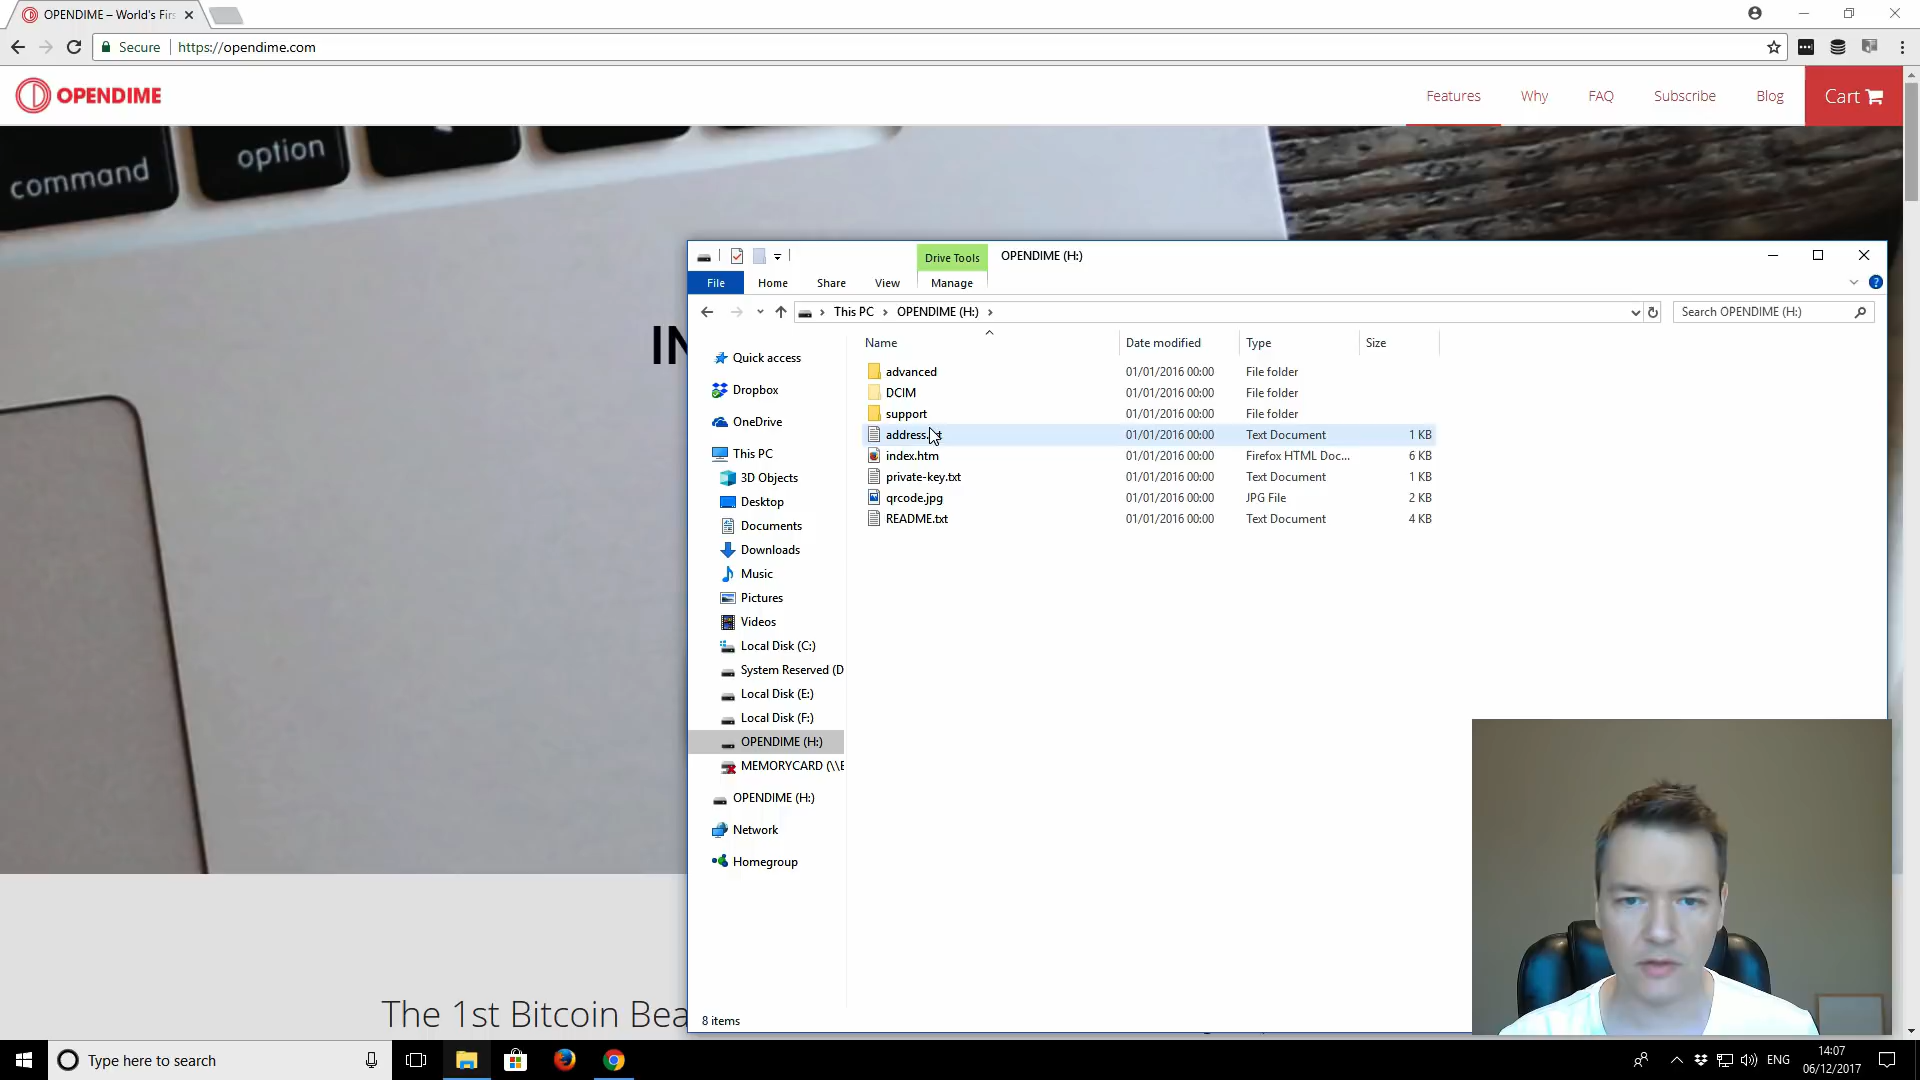 OPENDIME – World's Fir
Secure
https://opendime.com
OPENDIME
Features
Why
FAQ
Subscribe
Blog
Cart
command
option
IN
Drive Tools
OPENDIME (H:)
File
Home
Share
View
Manage
This PC
OPENDIME (H:)
Search OPENDIME (H:)
Name
Date modified
Type
Size
advanced 01/01/2016 00:00 File folder
DCIM 01/01/2016 00:00 File folder
support 01/01/2016 00:00 File folder
01/01/2016 00:00 Text Document 1 KB
index.htm 01/01/2016 00:00 Firefox HTML Doc... 6 KB
private-key.txt 01/01/2016 00:00 Text Document 1 KB
qrcode.jpg 01/01/2016 00:00 JPG File 2 KB
README.txt 01/01/2016 00:00 Text Document 4 KB
Quick access
Dropbox
OneDrive
This PC
3D Objects
Desktop
Documents
Downloads
Music
Pictures
Videos
Local Disk (C:)
System Reserved (D
Local Disk (E:)
Local Disk (F:)
OPENDIME (H:)
MEMORYCARD (\\E
OPENDIME (H:)
Network
Homegroup
8 items
The 1st Bitcoin Bea
Type here to search
ENG
14:07
06/12/2017